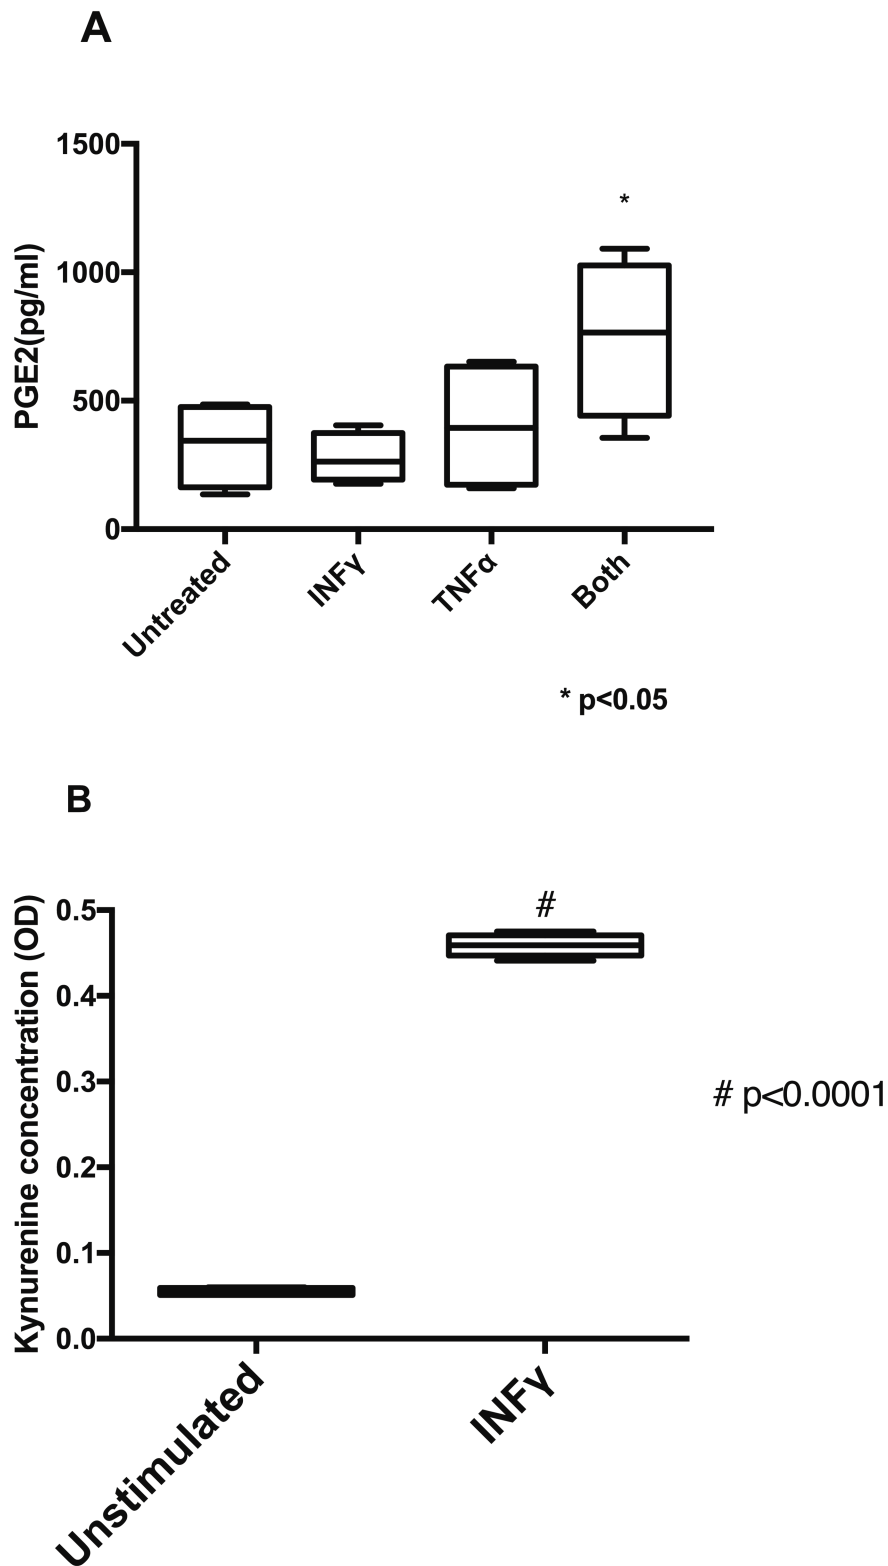 A
1500
1000
500
0
PGE2(pg/ml)
*
Untreated
INFγ
TNFα
Both
* p<0.05
B
0.5
0.4
0.3
0.2
0.1
0.0
Kynurenine concentration (OD)
#
# p<0.0001
Unstimulated
INFγ